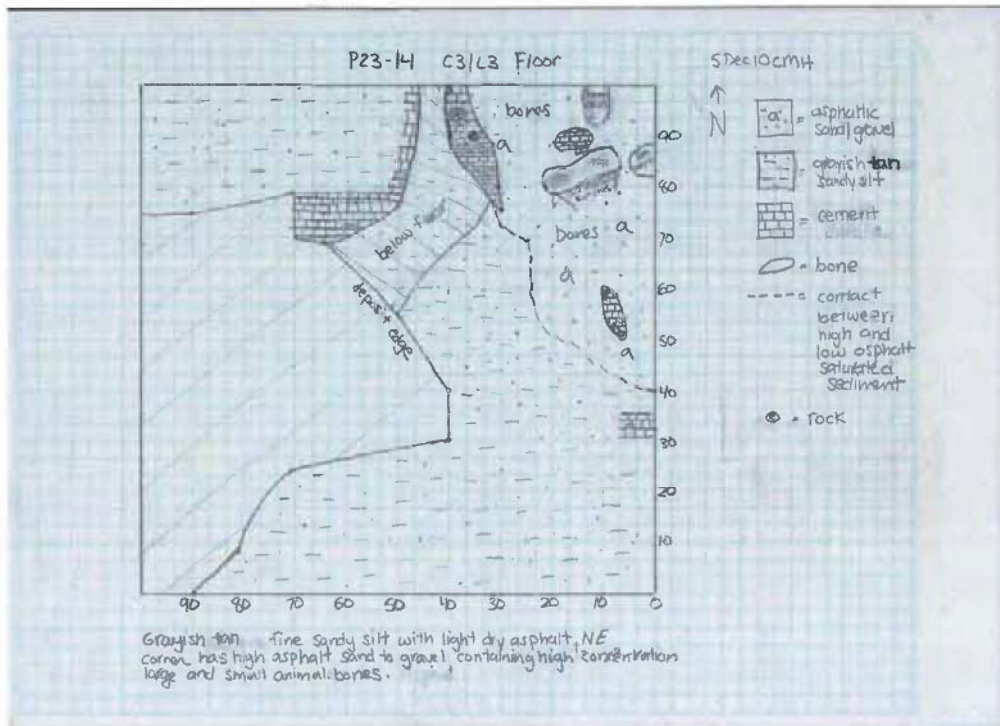 P23-14 C3/L3 Floor
5Dec10CMH
N
bones
a
90
80
70
60
50
40
30
20
10
bones a
a
a
below floor
deposit edge
90 80 70 60 50 40 30 20 10 0
"a" = asphaltic
sand/gravel
= grayish tan
sandy silt
= cement
= bone
= contact
between
high and
low asphalt
saturated
sediment
= rock
Grayish tan fine sandy silt with light dry asphalt, NE
corner has high asphalt sand to gravel containing high concentration
large and small animal bones.